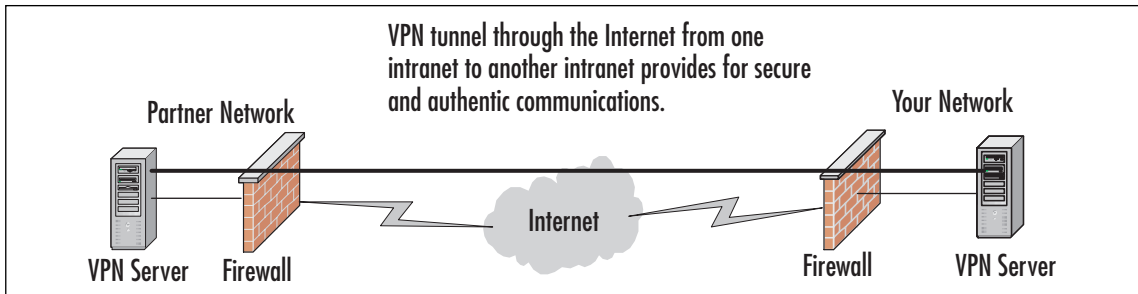 VPN tunnel through the Internet from one
intranet to another intranet provides for secure
and authentic communications.
Partner Network
Your Network
Internet
VPN Server
Firewall
Firewall
VPN Server